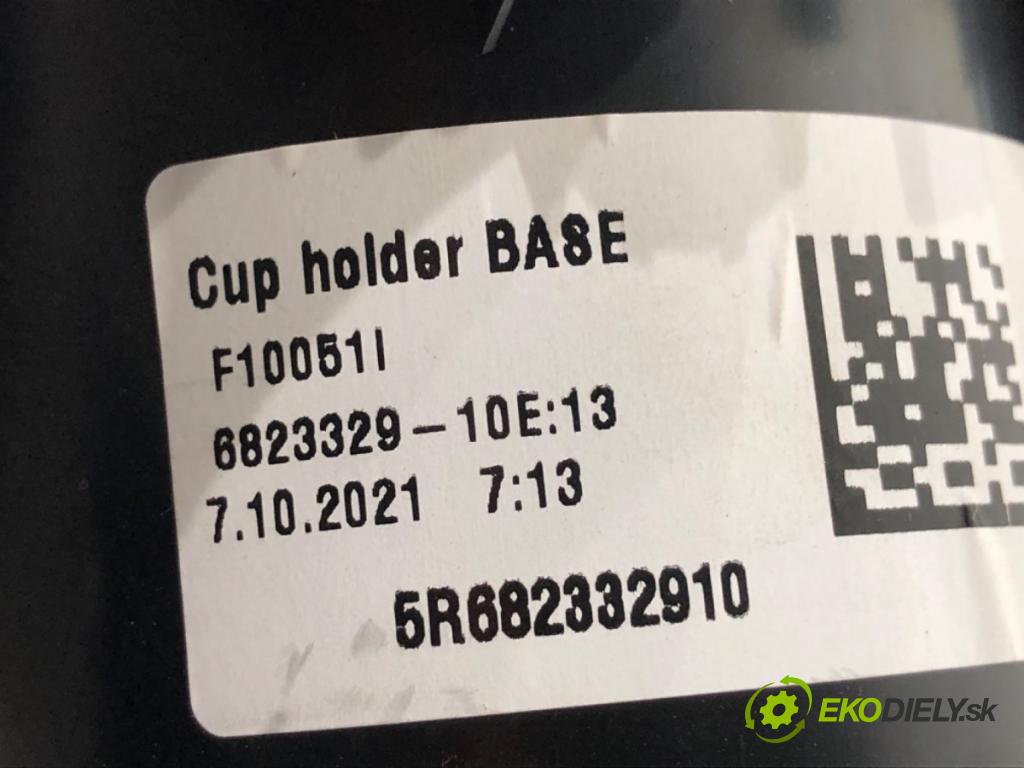 Cup holder BASE
F10051I
6823329-10E:13
7.10.2021 7:13
5R682332910
EKODIELY.sk